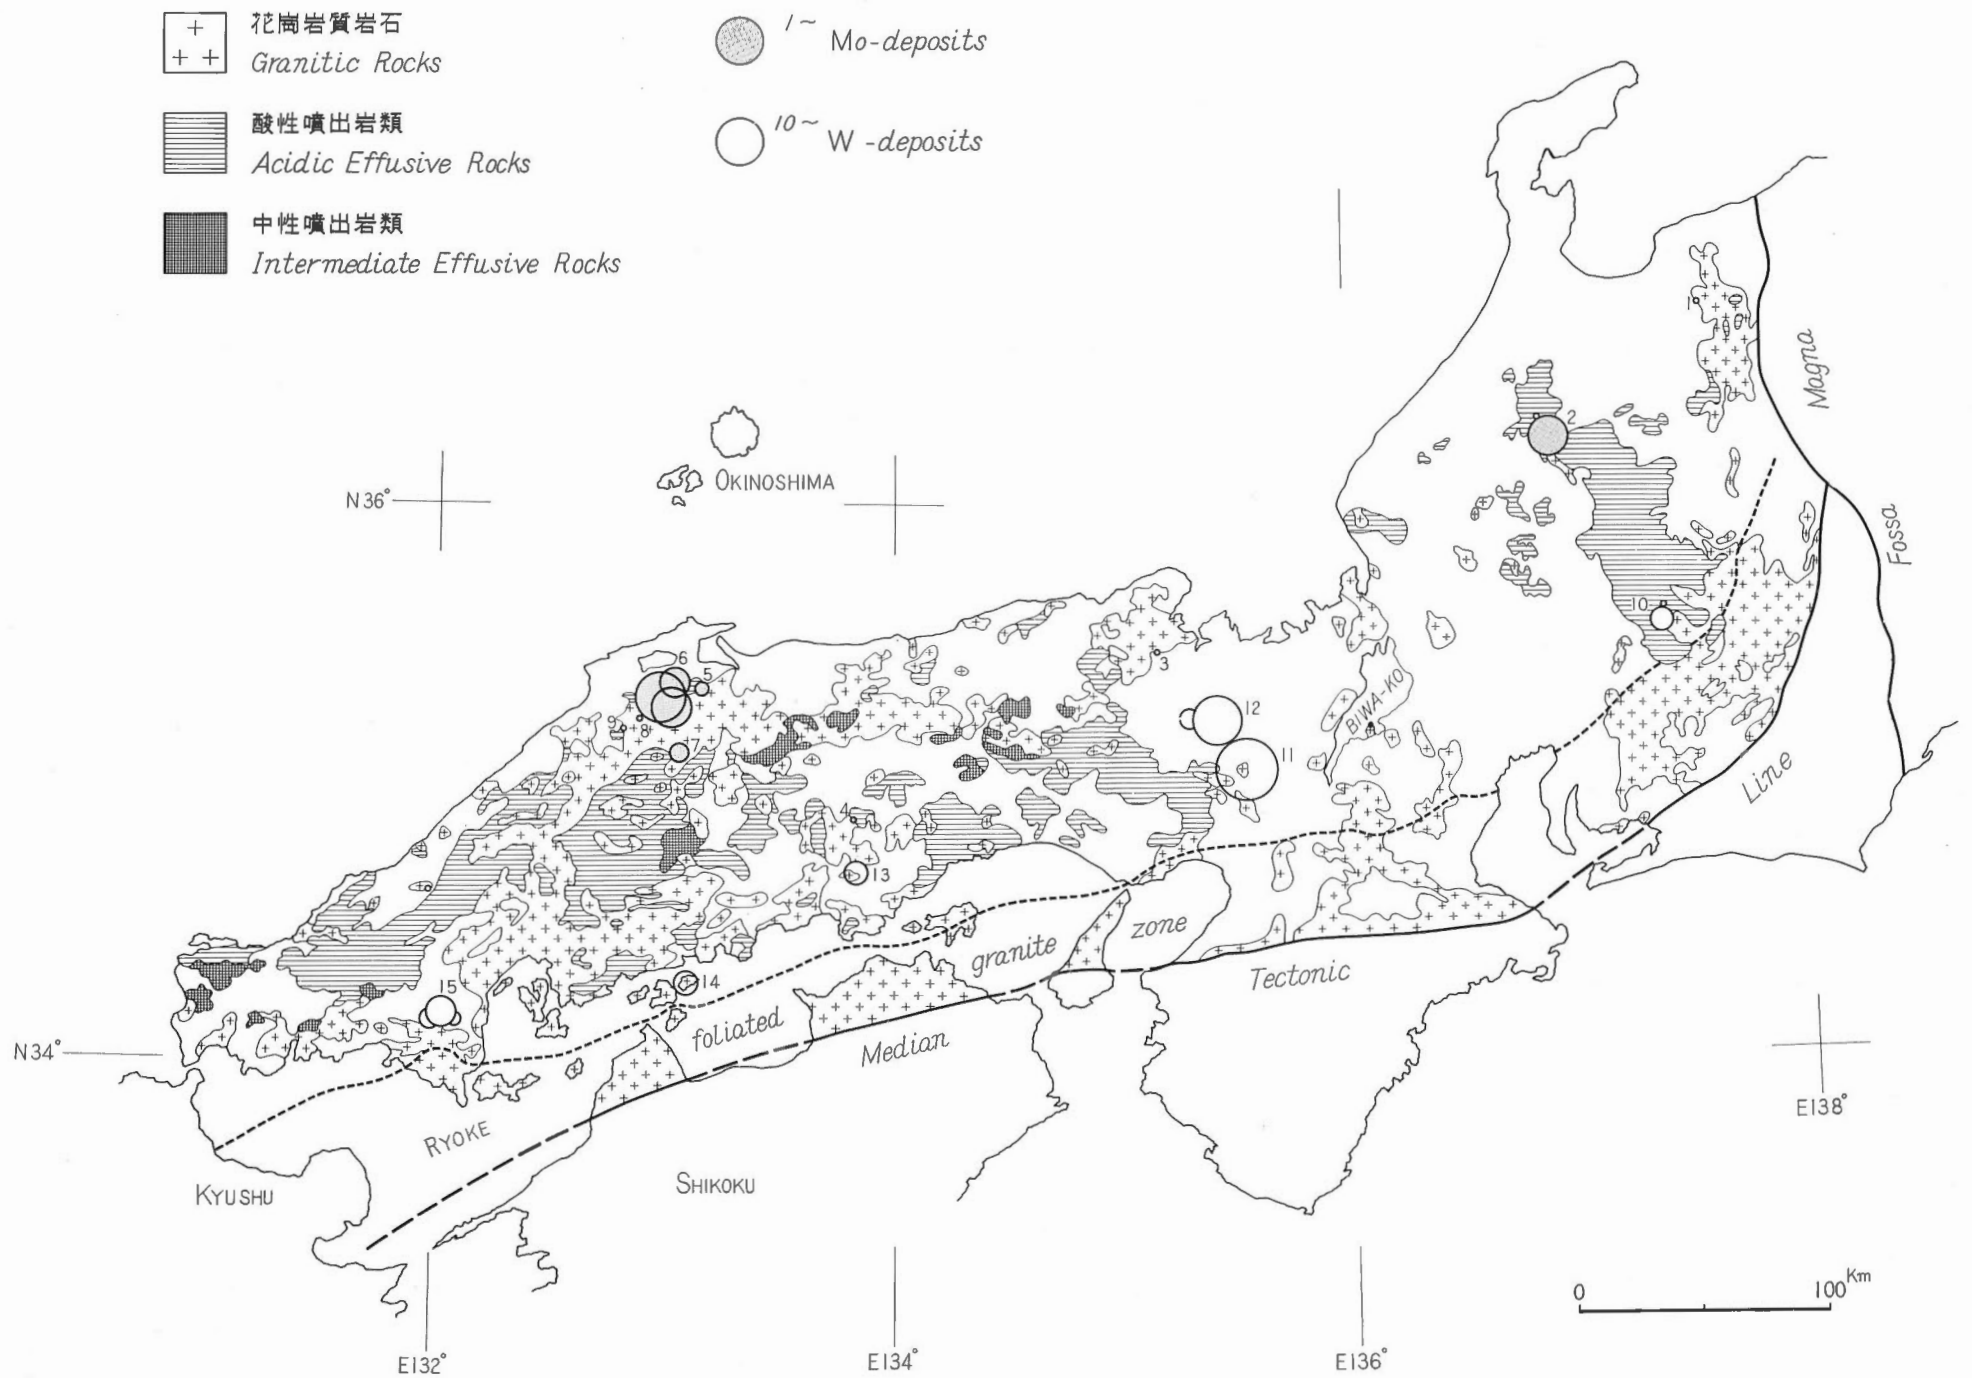 花崗岩質岩石
Granitic Rocks
酸性噴出岩類
Acidic Effusive Rocks
中性噴出岩類
Intermediate Effusive Rocks
1~ Mo-deposits
10~ W-deposits
1
Magna
2
OKINOSHIMA
N36°
Fossa
10
3
6
5
BIWA-KO
12
9
8
7
11
Line
4
13
zone
granite
14
Tectonic
15
foliated
Median
N34°
E138°
RYOKE
KYUSHU
SHIKOKU
0
100Km
E132°
E134°
E136°